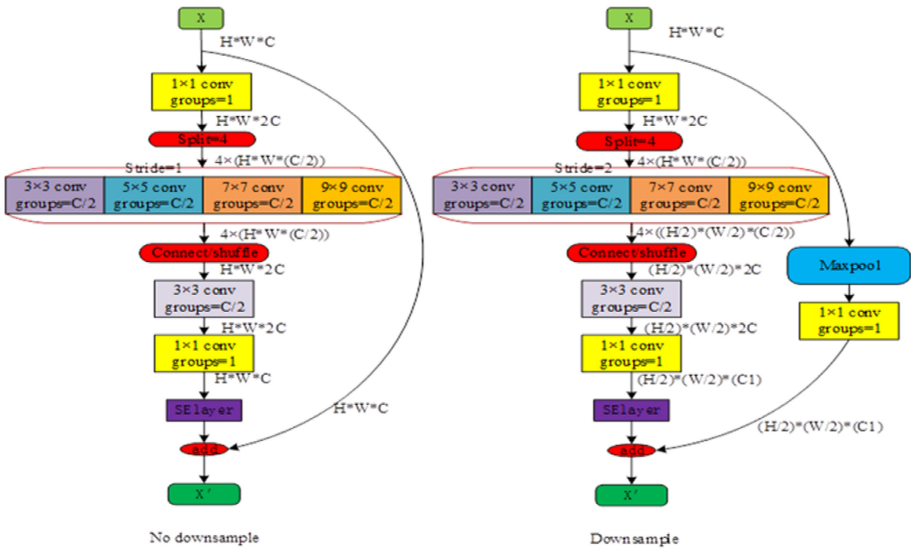 X
H*W*C
1×1 conv
groups=1
H*W*2C
Split=4
4×(H*W*(C/2))
Stride=1
3×3 conv
groups=C/2
5×5 conv
groups=C/2
7×7 conv
groups=C/2
9×9 conv
groups=C/2
4×(H*W*(C/2))
Connect/shuffle
H*W*2C
3×3 conv
groups=C/2
H*W*2C
1×1 conv
groups=1
H*W*C
SElayer
H*W*C
add
X'
No downsample
X
H*W*C
1×1 conv
groups=1
H*W*2C
Split=4
4×(H*W*(C/2))
Stride=2
3×3 conv
groups=C/2
5×5 conv
groups=C/2
7×7 conv
groups=C/2
9×9 conv
groups=C/2
4×((H/2)*(W/2)*(C/2))
Connect/shuffle
(H/2)*(W/2)*2C
Maxpool
3×3 conv
groups=C/2
1×1 conv
groups=1
(H/2)*(W/2)*2C
1×1 conv
groups=1
(H/2)*(W/2)*(C1)
SElayer
(H/2)*(W/2)*(C1)
add
X'
Downsample